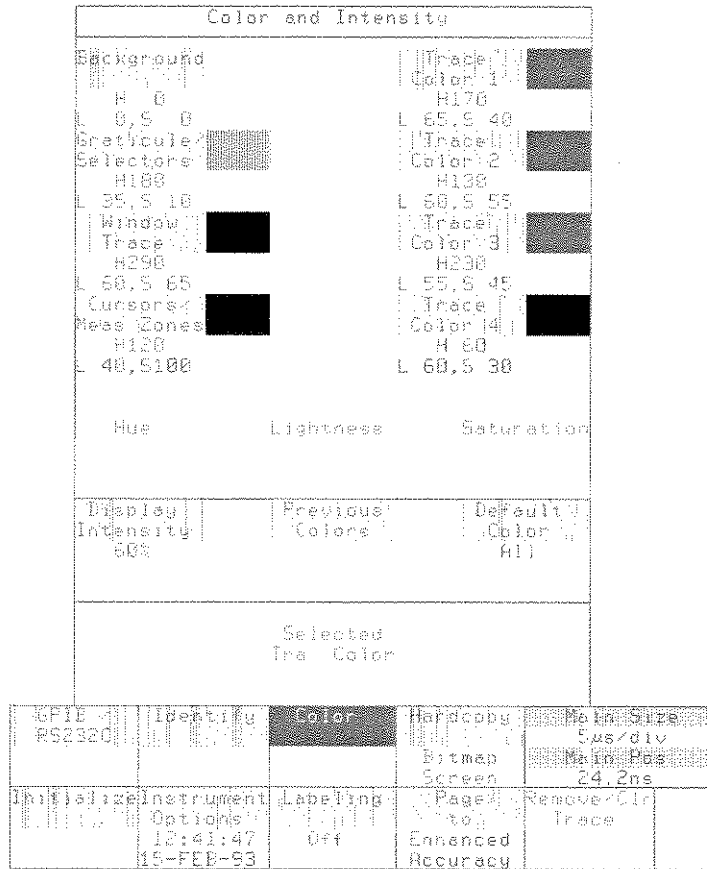 Color and Intensity
Background
H 0
L 0,S 0
Graticule/
Selectors
H180
L 35,S 10
Window
Trace
H290
L 60,S 65
Cursors/
Meas Zones
H120
L 40,S100
Trace
Color 1
H170
L 65,S 40
Trace
Color 2
H130
L 60,S 55
Trace
Color 3
H230
L 55,S 45
Trace
Color 4
H 60
L 60,S 30
Hue Lightness Saturation
Display
Intensity
60%
Previous
Colors
Default
Color
All
Selected
Tra Color
GPIB /
RS232C
Identify
Color
Hardcopy
Bitmap
Screen
Main Size
5µs/div
Main Pos
24.2ns
Initialize
Instrument
Options
12:41:47
15-FEB-93
Labeling
Off
Page
to
Enhanced
Accuracy
Remove/Clr
Trace